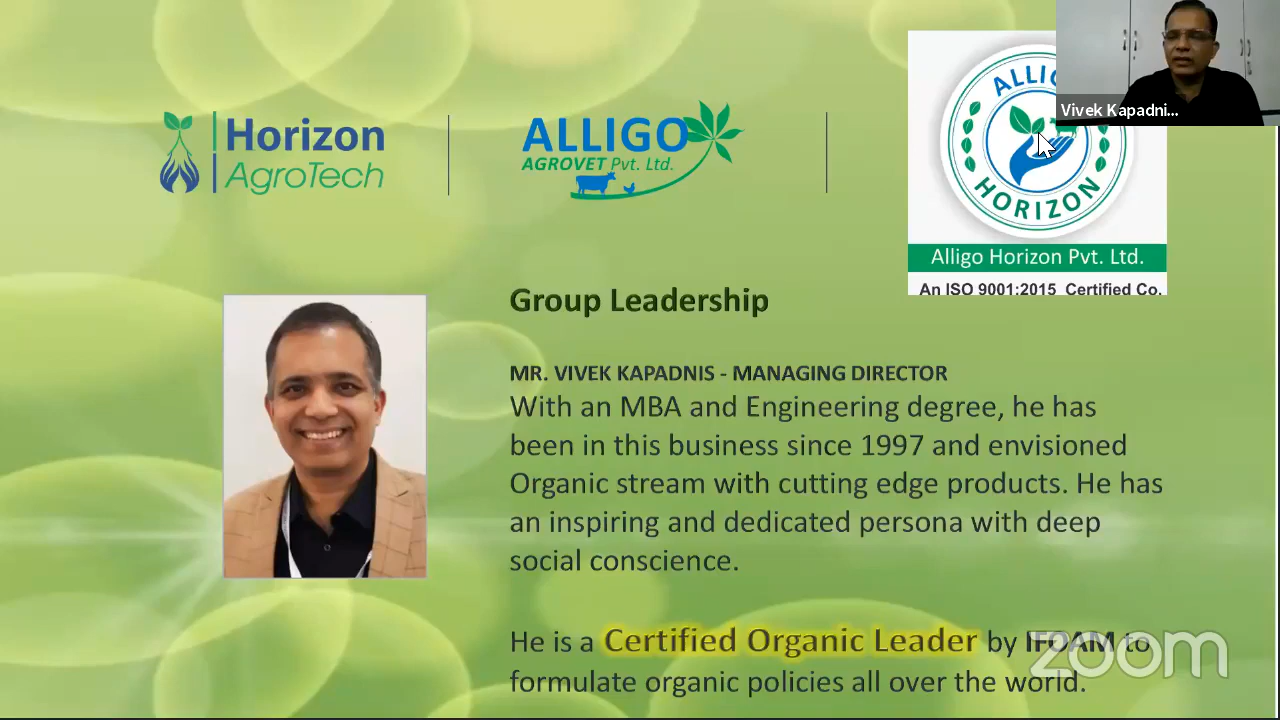 Horizon
AgroTech
ALLIGO
AGROVET Pvt. Ltd.
ALLIG
HORIZON
Vivek Kapadni...
Alligo Horizon Pvt. Ltd.
An ISO 9001:2015 Certified Co.
Group Leadership
MR. VIVEK KAPADNIS - MANAGING DIRECTOR
With an MBA and Engineering degree, he has
been in this business since 1997 and envisioned
Organic stream with cutting edge products. He has
an inspiring and dedicated persona with deep
social conscience.
He is a Certified Organic Leader by IFOAM to
formulate organic policies all over the world.
zoom